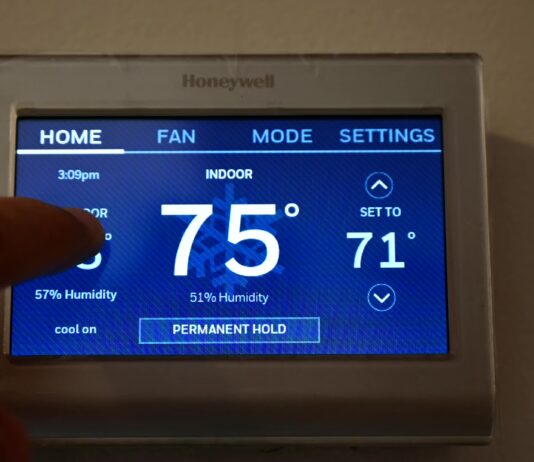 Honeywell
HOME FAN MODE SETTINGS
3:09pm
INDOOR
SET TO
75°
71°
57% Humidity
51% Humidity
cool on
PERMANENT HOLD